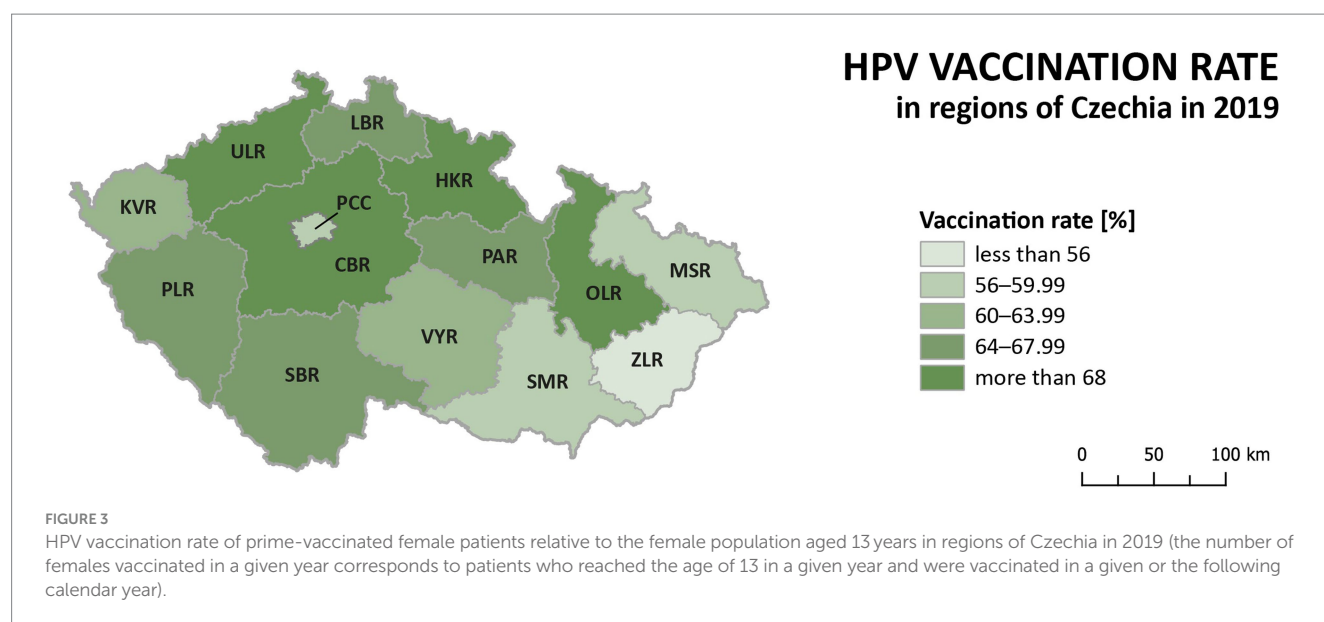 HPV VACCINATION RATE
in regions of Czechia in 2019
LBR
ULR
HKR
KVR
PCC
PAR
CBR
MSR
PLR
OLR
VYR
ZLR
SBR
SMR
Vaccination rate [%]
less than 56
56–59.99
60–63.99
64–67.99
more than 68
0 50 100 km
FIGURE 3
HPV vaccination rate of prime-vaccinated female patients relative to the female population aged 13 years in regions of Czechia in 2019 (the number of
females vaccinated in a given year corresponds to patients who reached the age of 13 in a given year and were vaccinated in a given or the following
calendar year).